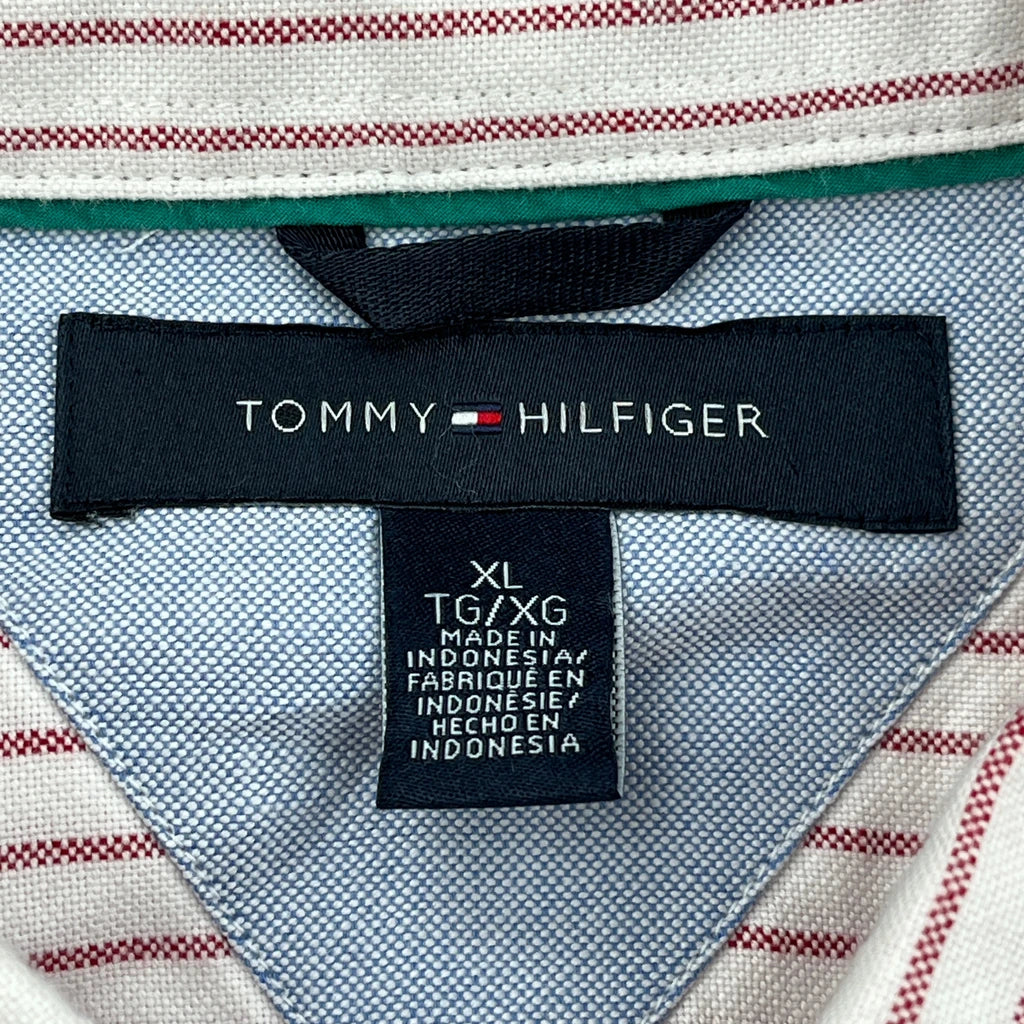 TOMMY HILFIGER
XL
TG/XG
MADE IN
INDONESIA/
FABRIQUÉ EN
INDONÉSIE/
HECHO EN
INDONESIA